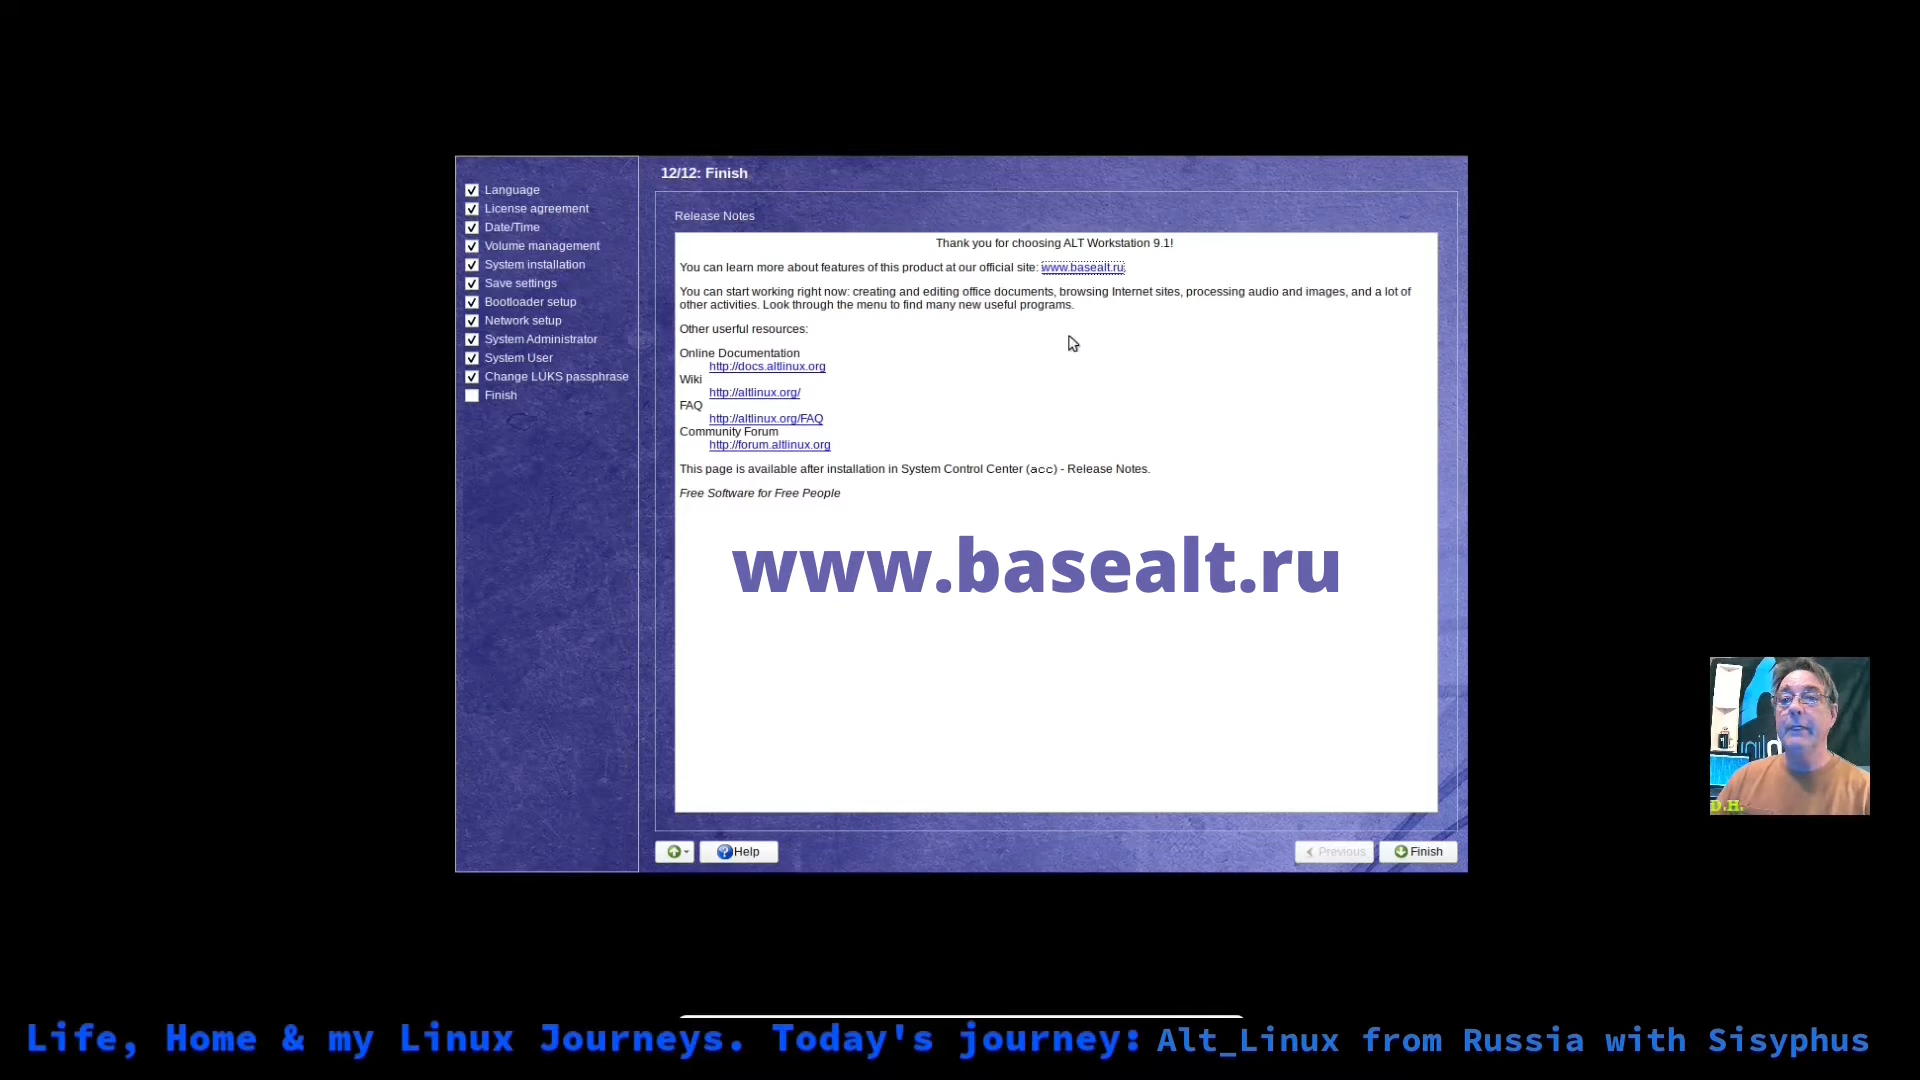 12/12: Finish
Language
License agreement
Date/Time
Volume management
System installation
Save settings
Bootloader setup
Network setup
System Administrator
System User
Change LUKS passphrase
Finish
Release Notes
Thank you for choosing ALT Workstation 9.1!
You can learn more about features of this product at our official site: www.basealt.ru.
You can start working right now: creating and editing office documents, browsing Internet sites, processing audio and images, and a lot of
other activities. Look through the menu to find many new useful programs.
Other userful resources:
Online Documentation
http://docs.altlinux.org
Wiki
http://altlinux.org/
FAQ
http://altlinux.org/FAQ
Community Forum
http://forum.altlinux.org
This page is available after installation in System Control Center (acc) - Release Notes.
Free Software for Free People
www.basealt.ru
Help
Previous
Finish
D.H.
Life, Home & my Linux Journeys. Today's journey: Alt_Linux from Russia with Sisyphus